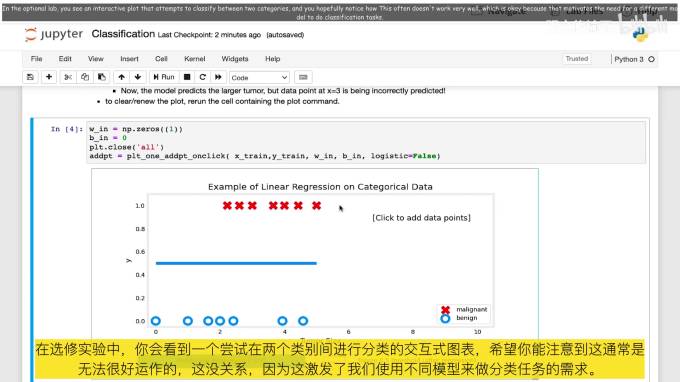 In the optional lab, you see an interactive plot that attempts to classify between two categories, and you hopefully notice how This often doesn't work very well, which is okay because that motivates the need for a different mo
del to do classification tasks.
jupyter Classification Last Checkpoint: 2 minutes ago (autosaved)
File Edit View Insert Cell Kernel Widgets Help Trusted Python 3
Run Code
Now, the model predicts the larger tumor, but data point at x=3 is being incorrectly predicted!
to clear/renew the plot, rerun the cell containing the plot command.
In [4]: w_in = np.zeros((1))
b_in = 0
plt.close('all')
addpt = plt_one_addpt_onclick( x_train,y_train, w_in, b_in, logistic=False)
Example of Linear Regression on Categorical Data
1.0
[Click to add data points]
0.8
0.6
y
0.4
0.2
malignant
0.0
benign
0 2 4 6 8 10
在选修实验中，你会看到一个尝试在两个类别间进行分类的交互式图表，希望你能注意到这通常是
无法很好运作的，这没关系，因为这激发了我们使用不同模型来做分类任务的需求。